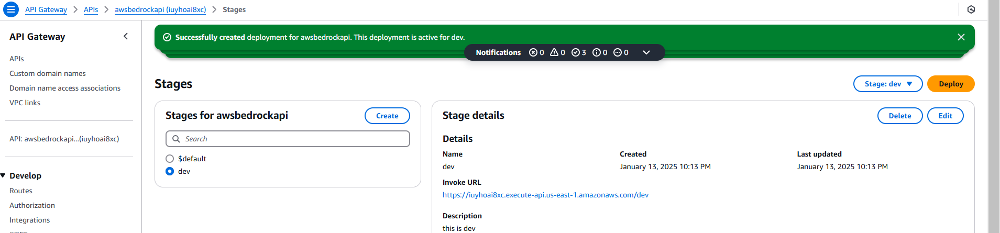 API Gateway > APIs > awsbedrockapi (iuyhoai8xc) > Stages
API Gateway
APIs
Custom domain names
Domain name access associations
VPC links
API: awsbedrockapi...(iuyhoai8xc)
Develop
Routes
Authorization
Integrations
Successfully created deployment for awsbedrockapi. This deployment is active for dev.
Notifications 0 0 3 0 0
Stages
Stage: dev
Deploy
Stages for awsbedrockapi
Create
Search
$default
dev
Stage details
Delete
Edit
Details
Name
dev
Created
January 13, 2025 10:13 PM
Last updated
January 13, 2025 10:13 PM
Invoke URL
https://iuyhoai8xc.execute-api.us-east-1.amazonaws.com/dev
Description
this is dev